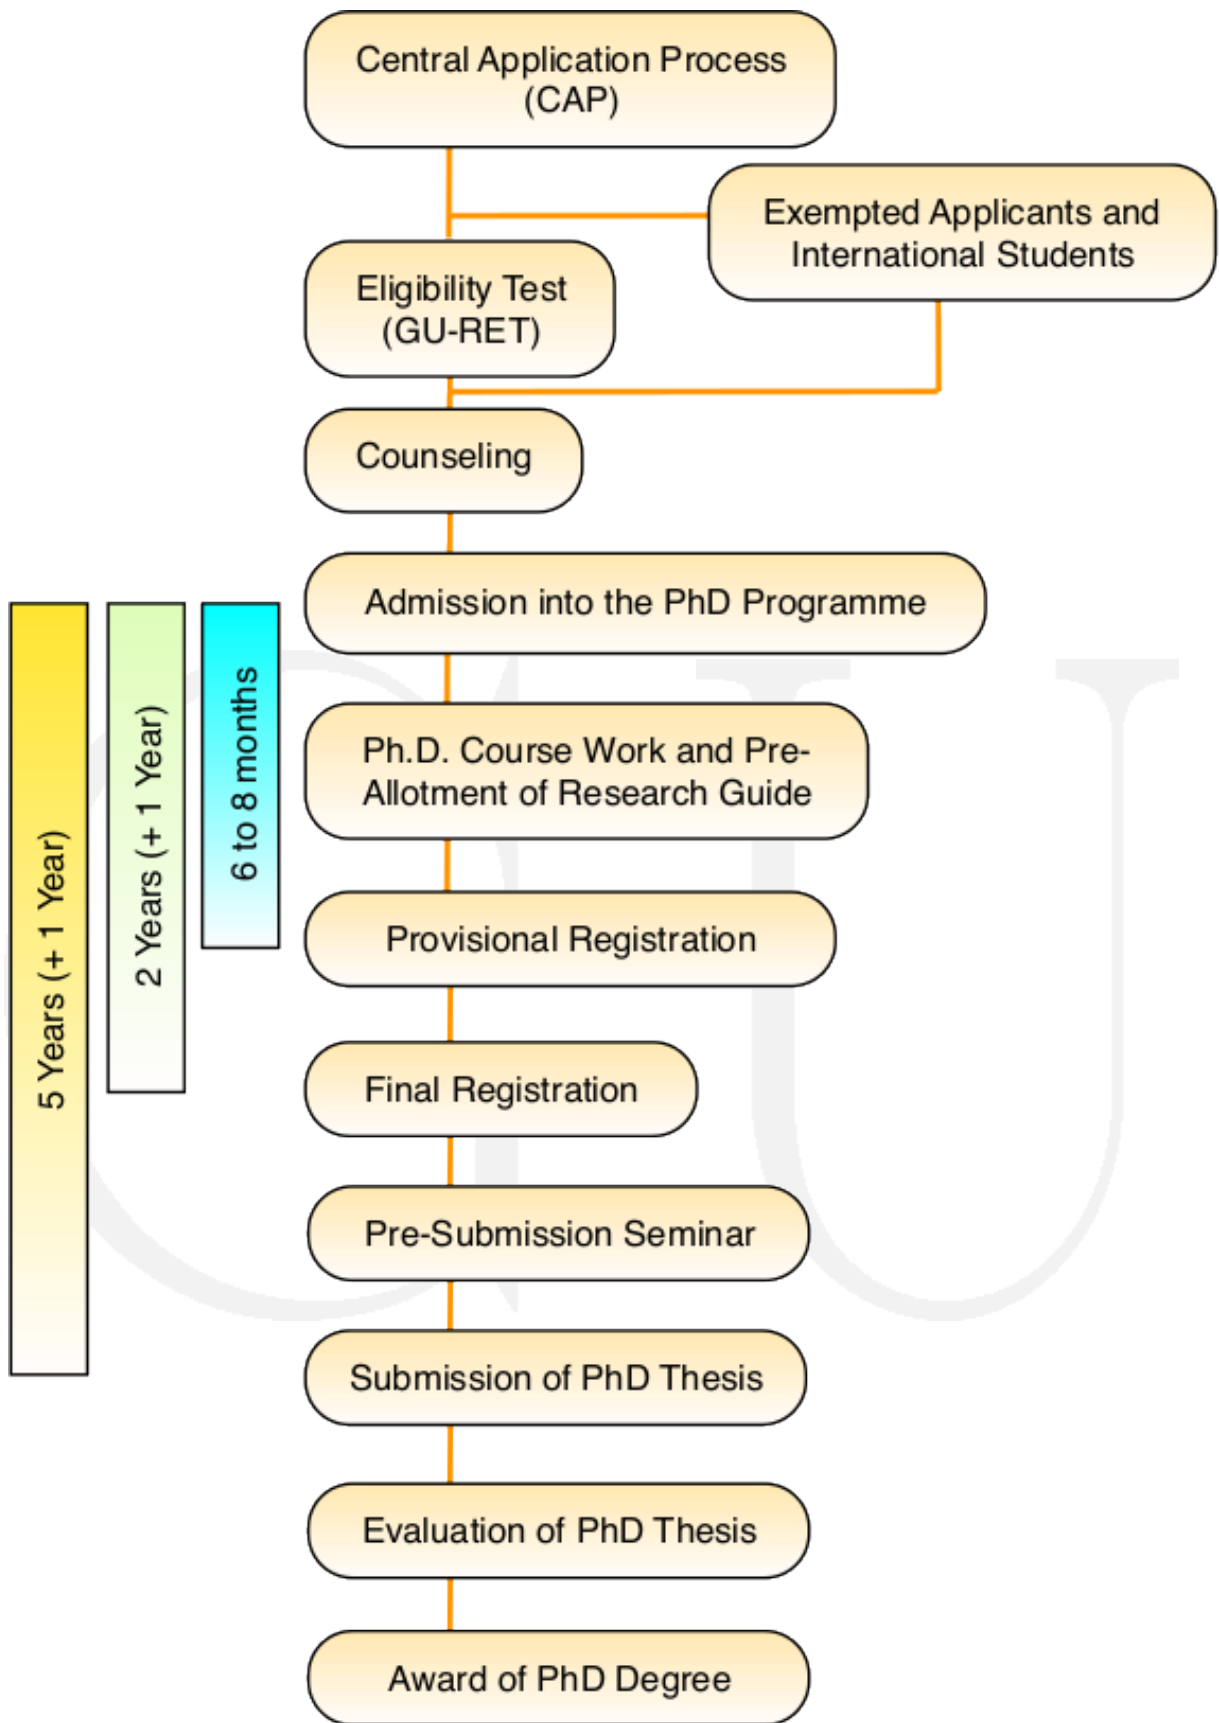 Central Application Process
(CAP)
Exempted Applicants and
International Students
Eligibility Test
(GU-RET)
Counseling
Admission into the PhD Programme
Ph.D. Course Work and Pre-
Allotment of Research Guide
Provisional Registration
Final Registration
Pre-Submission Seminar
Submission of PhD Thesis
Evaluation of PhD Thesis
Award of PhD Degree
5 Years (+ 1 Year)
2 Years (+ 1 Year)
6 to 8 months
GU